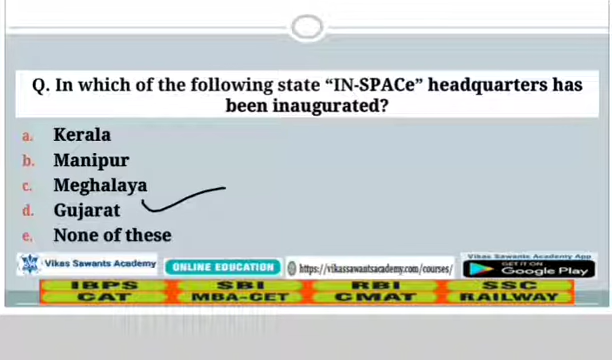 Q. In which of the following state “IN-SPACe” headquarters has
been inaugurated?
a. Kerala
b. Manipur
c. Meghalaya
d. Gujarat
e. None of these
Vikas Sawants Academy
ONLINE EDUCATION
https://vikassawantsacademy.com/courses/
Vikas Sawants Academy App
GET IT ON
Google Play
IBPS SBI RBI SSC
CAT MBA-CET CMAT RAILWAY